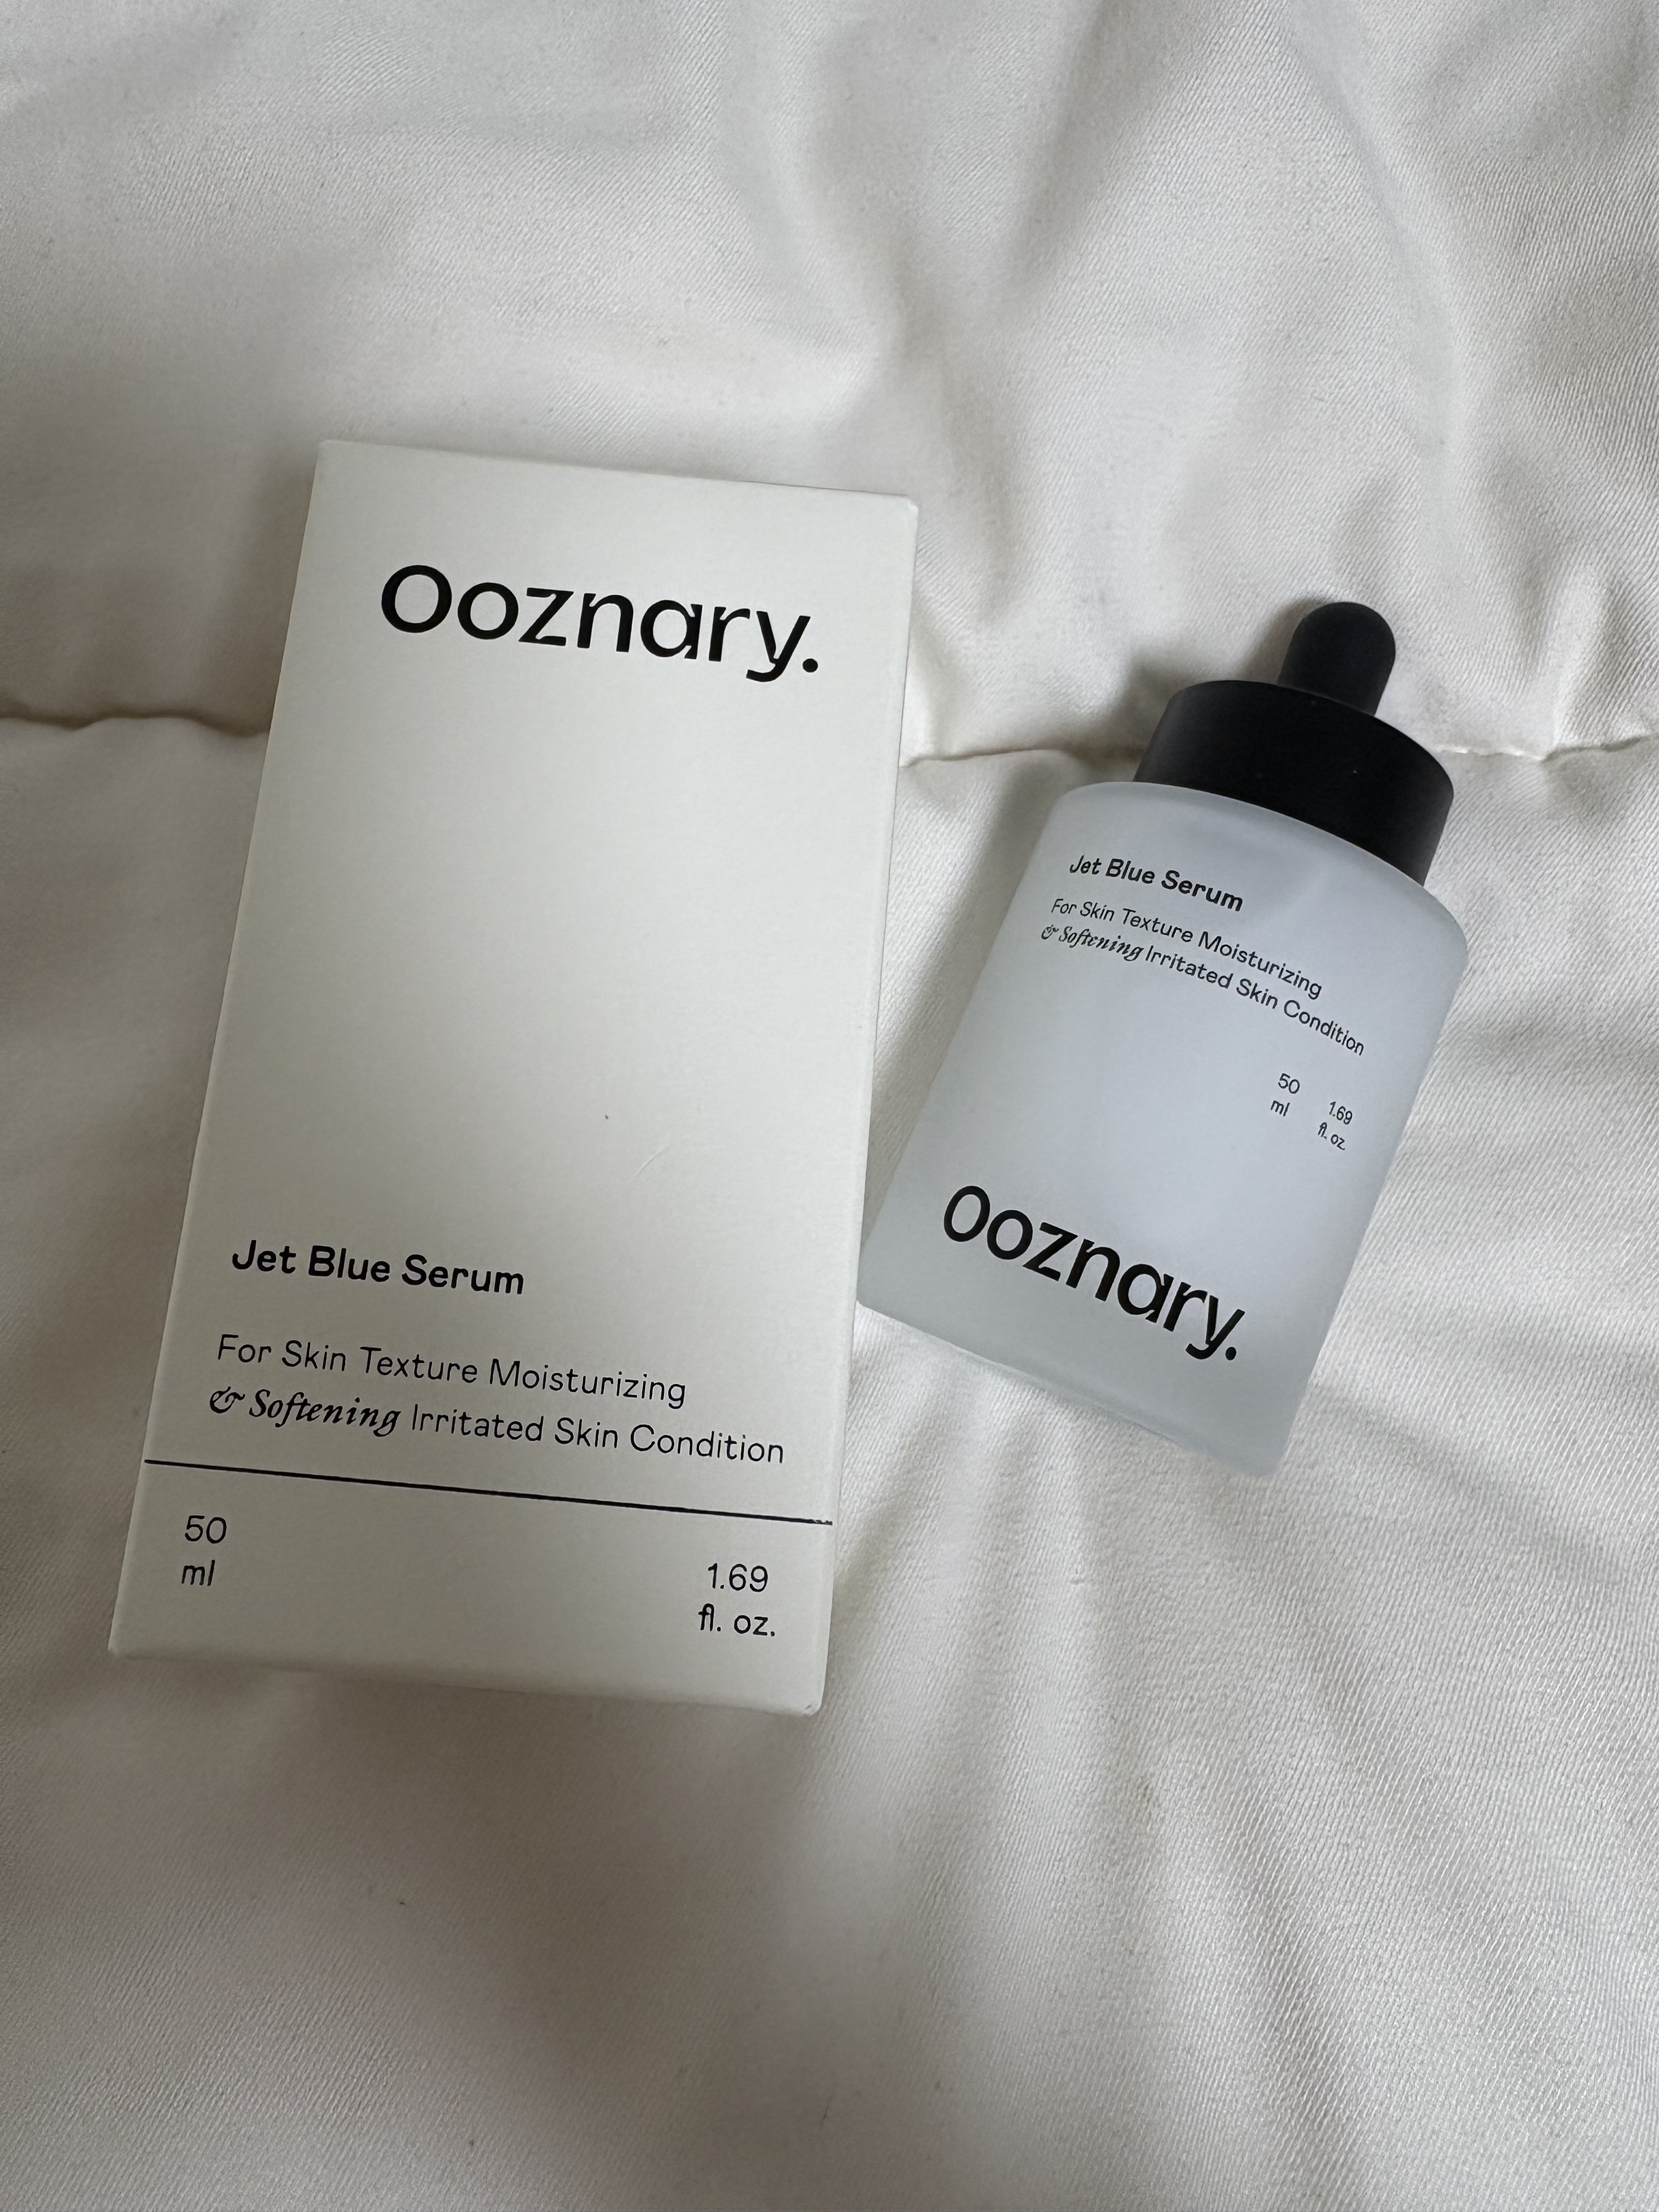 Ooznary.
Jet Blue Serum
For Skin Texture Moisturizing
& Softening Irritated Skin Condition
50
ml
1.69
fl. oz.
Jet Blue Serum
For Skin Texture Moisturizing
& Softening Irritated Skin Condition
50
ml
1.69
fl. oz
Ooznary.